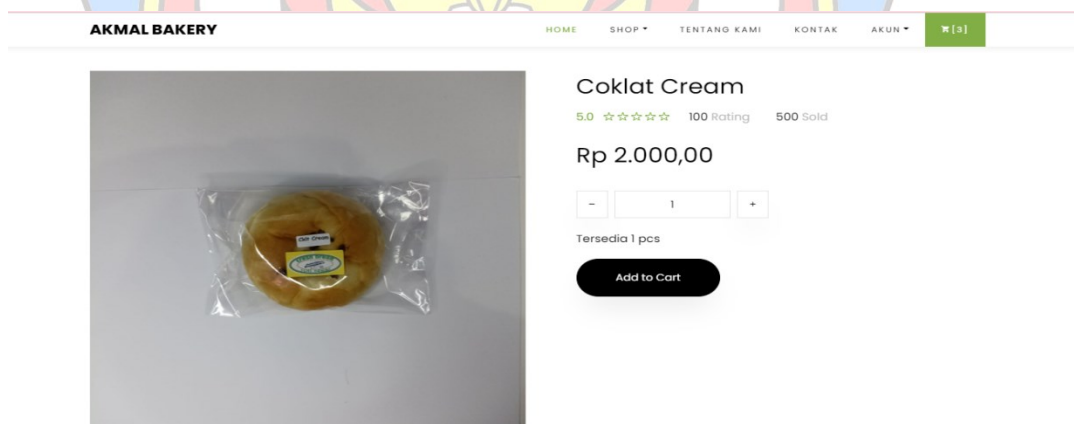 AKMAL BAKERY
HOME SHOP TENTANG KAMI KONTAK AKUN [3]
Coklat Cream
5.0 100 Rating 500 Sold
Rp 2.000,00
- 1 +
Tersedia 1 pcs
Add to Cart
Cream